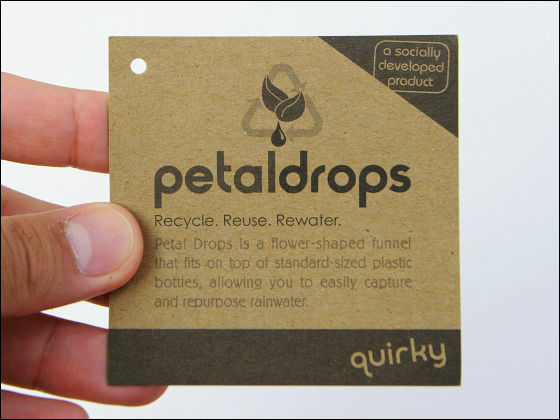 a socially
developed
product
petaldrops
Recycle. Reuse. Rewater.
Petal Drops is a flower-shaped funnel
that fits on top of standard-sized plastic
bottles, allowing you to easily capture
and repurpose rainwater.
quirky